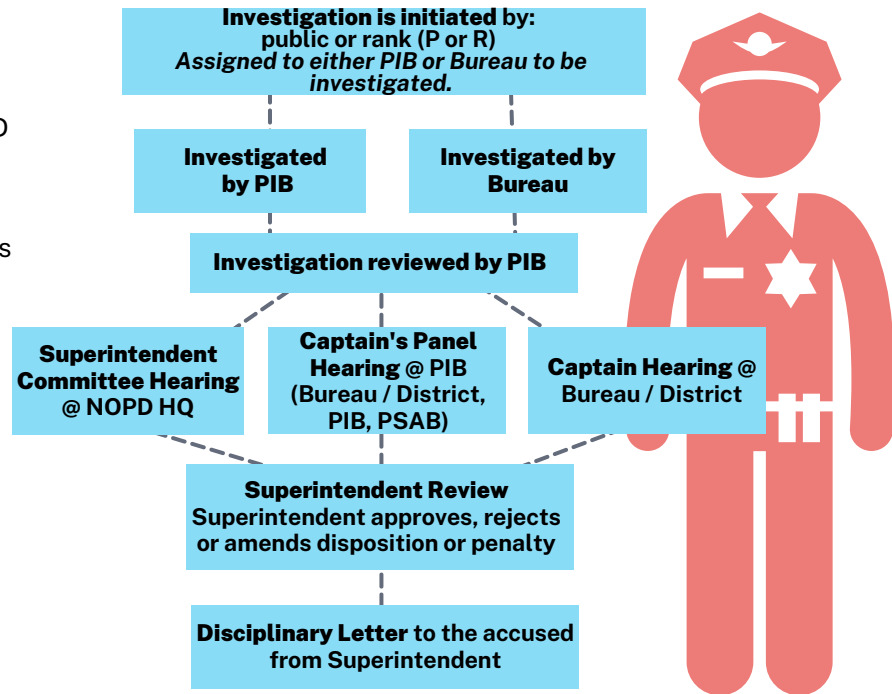 Investigation is initiated by:
public or rank (P or R)
Assigned to either PIB or Bureau to be
investigated.
Investigated
by PIB
Investigated by
Bureau
Investigation reviewed by PIB
Superintendent
Committee Hearing
@ NOPD HQ
Captain's Panel
Hearing @ PIB
(Bureau / District,
PIB, PSAB)
Captain Hearing @
Bureau / District
Superintendent Review
Superintendent approves, rejects
or amends disposition or penalty
Disciplinary Letter to the accused
from Superintendent